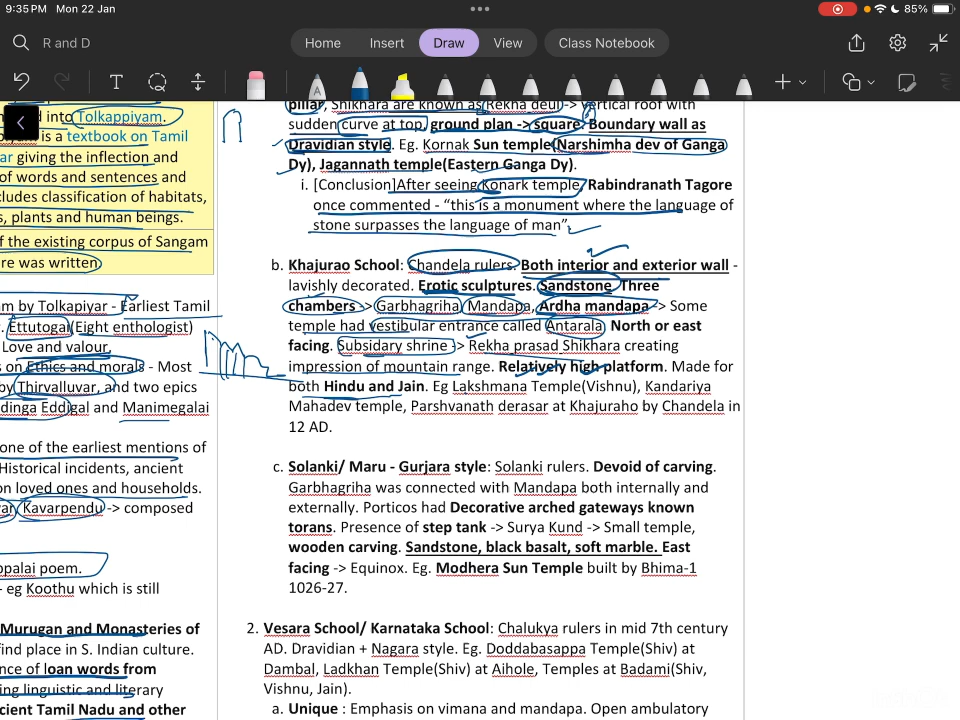 9:35 PM Mon 22 Jan
85%
R and D
Home Insert Draw View Class Notebook
into Tolkappiyam.
is a textbook on Tamil
ar giving the inflection and
of words and sentences and
cludes classification of habitats,
s, plants and human beings.
f the existing corpus of Sangam
re was written
am by Tolkapiyar - Earliest Tamil
Ettutogai(Eight enthologist)
Love and valour,
s on Ethics and morals - Most
by Thirvalluvar, and two epics
dinga Eddigal and Manimegalai
one of the earliest mentions of
Historical incidents, ancient
on loved ones and households.
Kavarpendu -> composed
palai poem.
- eg Koothu which is still
Murugan and Monasteries of
find place in S. Indian culture.
nce of loan words from
ing linguistic and literary
cient Tamil Nadu and other
pillar, Shikhara are known as Rekha deul -> vertical roof with
sudden curve at top, ground plan -> square. Boundary wall as
Dravidian style. Eg. Kornak Sun temple(Narshimha dev of Ganga
Dy), Jagannath temple(Eastern Ganga Dy).
i. [Conclusion]After seeing Konark temple, Rabindranath Tagore
once commented - “this is a monument where the language of
stone surpasses the language of man”.
b. Khajurao School: Chandela rulers. Both interior and exterior wall -
lavishly decorated. Erotic sculptures. Sandstone. Three
chambers -> Garbhagriha, Mandapa, Ardha mandapa -> Some
temple had vestibular entrance called Antarala. North or east
facing. Subsidary shrine -> Rekha prasad Shikhara creating
impression of mountain range. Relatively high platform. Made for
both Hindu and Jain. Eg Lakshmana Temple(Vishnu), Kandariya
Mahadev temple, Parshvanath derasar at Khajuraho by Chandela in
12 AD.
c. Solanki/ Maru - Gurjara style: Solanki rulers. Devoid of carving.
Garbhagriha was connected with Mandapa both internally and
externally. Porticos had Decorative arched gateways known
torans. Presence of step tank -> Surya Kund -> Small temple,
wooden carving. Sandstone, black basalt, soft marble. East
facing -> Equinox. Eg. Modhera Sun Temple built by Bhima-1
1026-27.
2. Vesara School/ Karnataka School: Chalukya rulers in mid 7th century
AD. Dravidian + Nagara style. Eg. Doddabasappa Temple(Shiv) at
Dambal, Ladkhan Temple(Shiv) at Aihole, Temples at Badami(Shiv,
Vishnu, Jain).
a. Unique : Emphasis on vimana and mandapa. Open ambulatory